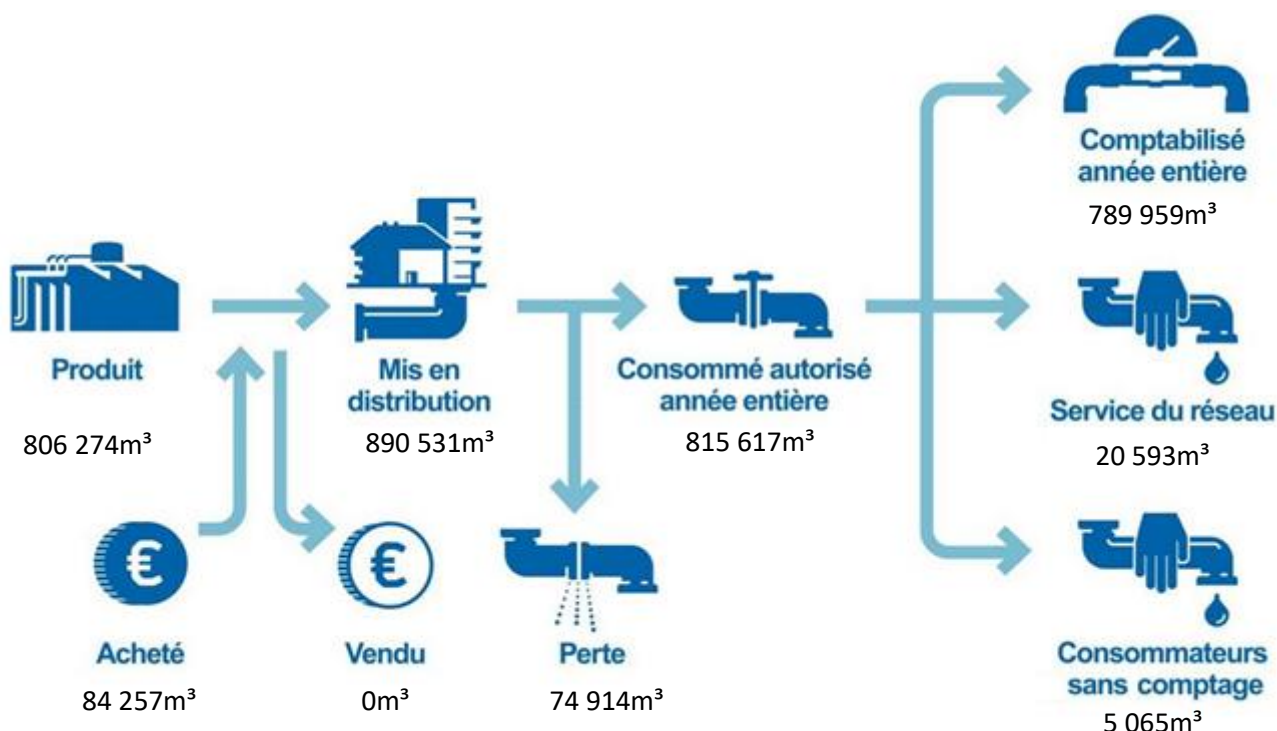 Comptabilisé
année entière
789 959m³
Produit
806 274m³
Mis en
distribution
890 531m³
Consommé autorisé
année entière
815 617m³
Service du réseau
20 593m³
€
Acheté
84 257m³
€
Vendu
0m³
Perte
74 914m³
Consommateurs
sans comptage
5 065m³